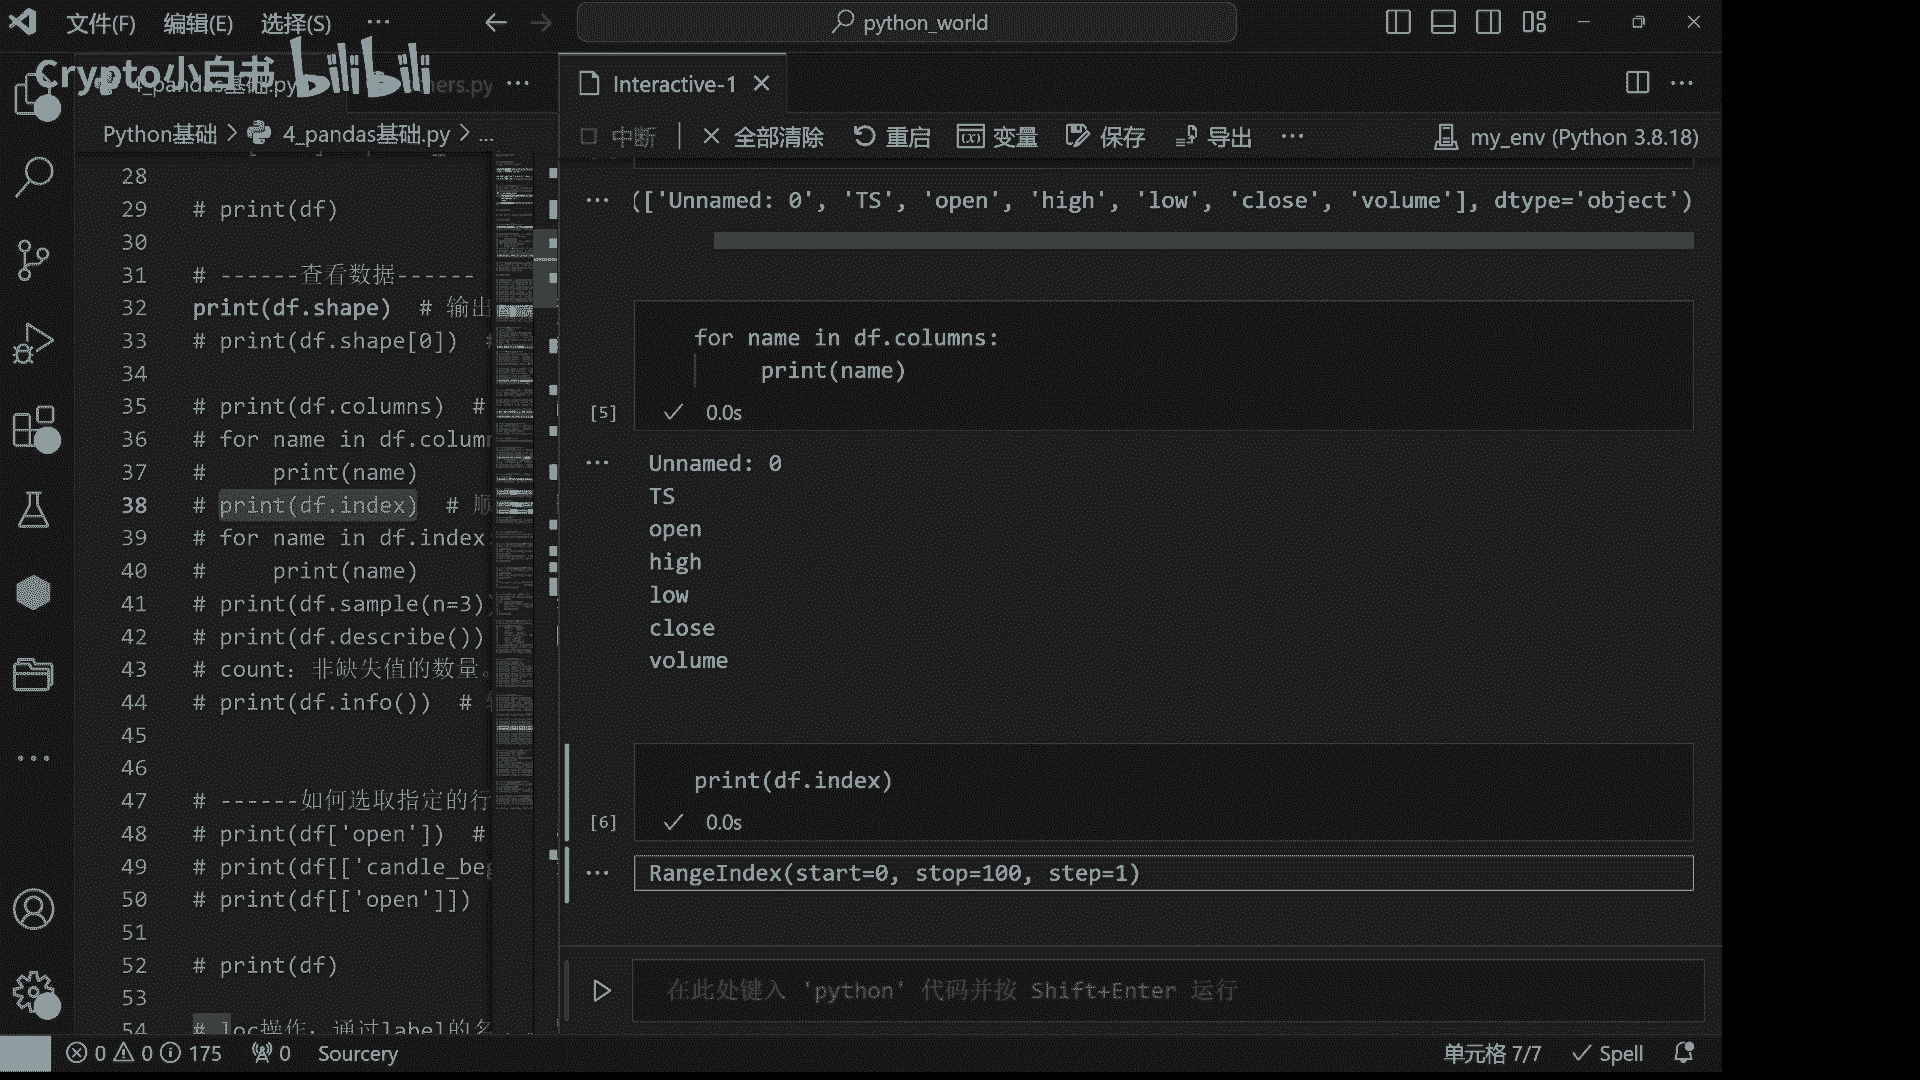 文件(F) 编辑(E) 选择(S) ··· python_world
Crypto小白书 bilibili
4_pandas基础.py ers.py ···
Interactive-1
Python基础 > 4_pandas基础.py > ...
中断 全部清除 重启 变量 保存 导出 ··· my_env (Python 3.8.18)
28
29 # print(df)
30
31 # ------查看数据------
32 print(df.shape) # 输出
33 # print(df.shape[0]) #
34
35 # print(df.columns) #
36 # for name in df.colum
37 # print(name)
38 # print(df.index) # 顺
39 # for name in df.index
40 # print(name)
41 # print(df.sample(n=3)
42 # print(df.describe())
43 # count：非缺失值的数量。
44 # print(df.info()) #
45
46
47 # ------如何选取指定的行
48 # print(df['open']) #
49 # print(df[['candle_beg
50 # print(df[['open']])
51
52 # print(df)
53
54 # loc操作：通过label的名
··· (['Unnamed: 0', 'TS', 'open', 'high', 'low', 'close', 'volume'], dtype='object')
for name in df.columns:
print(name)
[5] ✓ 0.0s
··· Unnamed: 0
TS
open
high
low
close
volume
print(df.index)
[6] ✓ 0.0s
··· RangeIndex(start=0, stop=100, step=1)
在此处键入 'python' 代码并按 Shift+Enter 运行
0 0 175 0 Sourcery 单元格 7/7 ✓ Spell